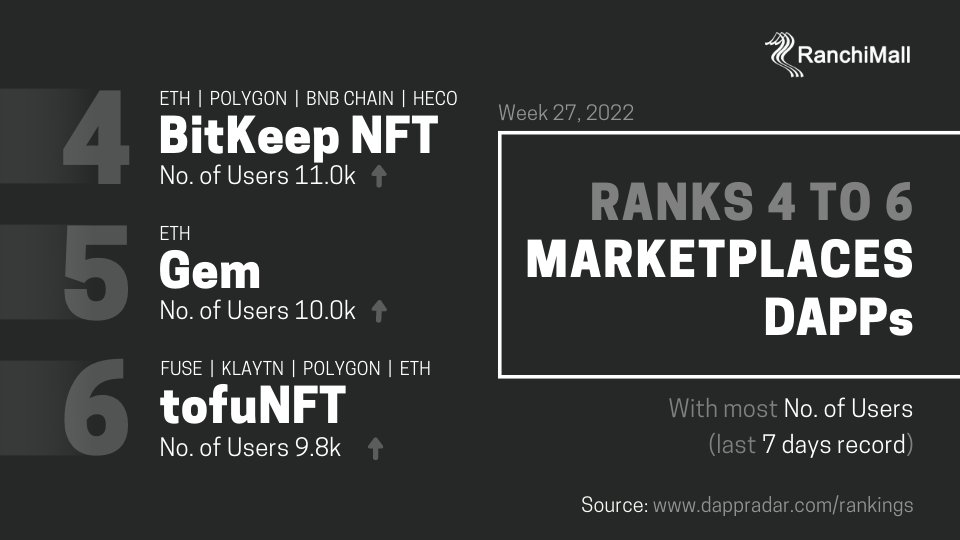 RanchiMall
4
ETH | POLYGON | BNB CHAIN | HECO
BitKeep NFT
No. of Users 11.0k
5
ETH
Gem
No. of Users 10.0k
6
FUSE | KLAYTN | POLYGON | ETH
tofuNFT
No. of Users 9.8k
Week 27, 2022
RANKS 4 TO 6
MARKETPLACES
DAPPs
With most No. of Users
(last 7 days record)
Source: www.dappradar.com/rankings